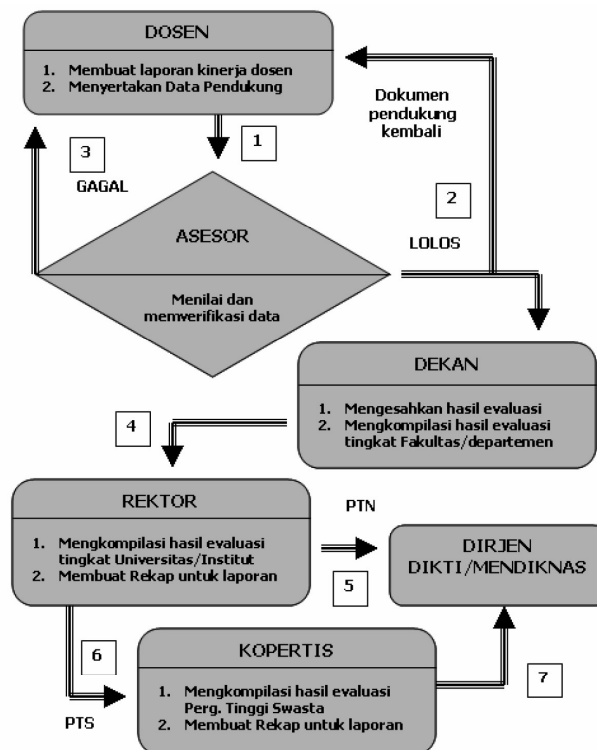 DOSEN
1. Membuat laporan kinerja dosen
2. Menyertakan Data Pendukung
Dokumen
pendukung
kembali
1
3
GAGAL
2
LOLOS
ASESOR
Menilai dan
memverifikasi data
DEKAN
1. Mengesahkan hasil evaluasi
2. Mengkompilasi hasil evaluasi
tingkat Fakultas/departemen
4
REKTOR
1. Mengkompilasi hasil evaluasi
tingkat Universitas/Institut
2. Membuat Rekap untuk laporan
PTN
5
DIRJEN
DIKTI/MENDIKNAS
6
PTS
KOPERTIS
1. Mengkompilasi hasil evaluasi
Perg. Tinggi Swasta
2. Membuat Rekap untuk laporan
7